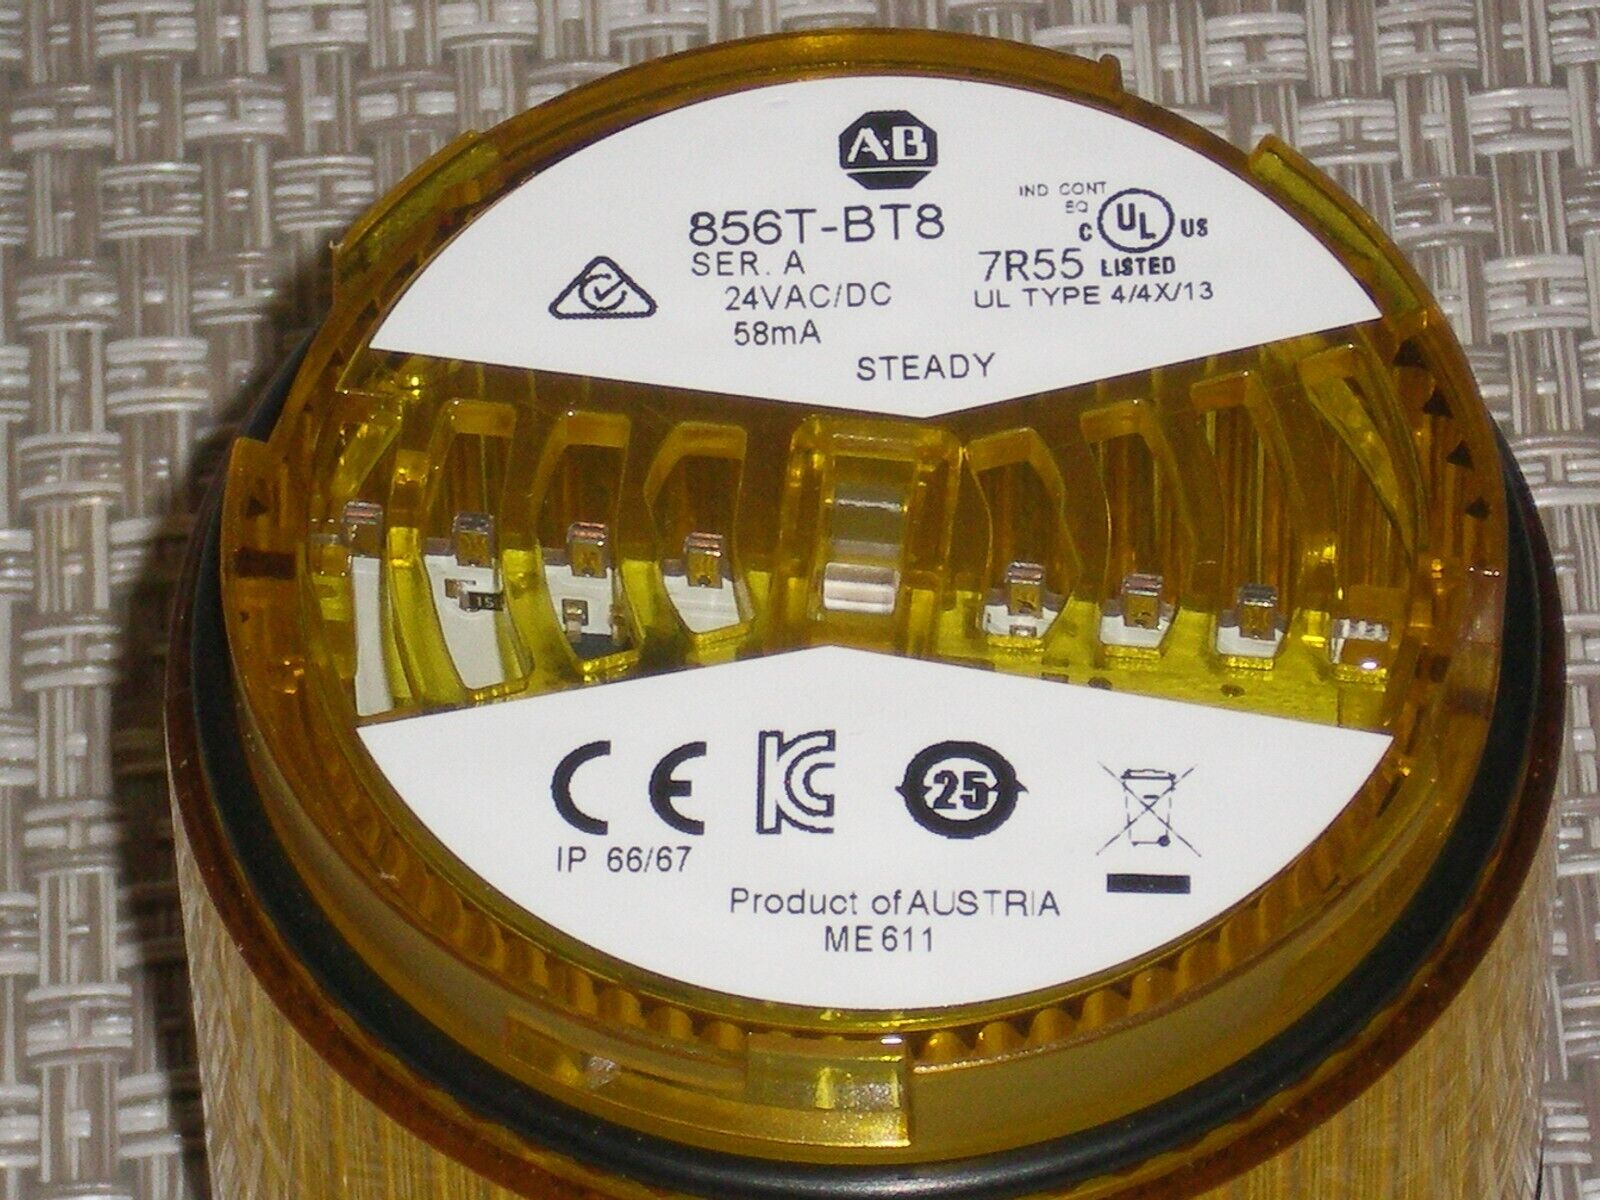 A·B
856T-BT8
SER. A
24VAC/DC
58mA
STEADY
IND CONT
EQ
C UL US
7R55 LISTED
UL TYPE 4/4X/13
CE KC 25
IP 66/67
Product of AUSTRIA
ME611